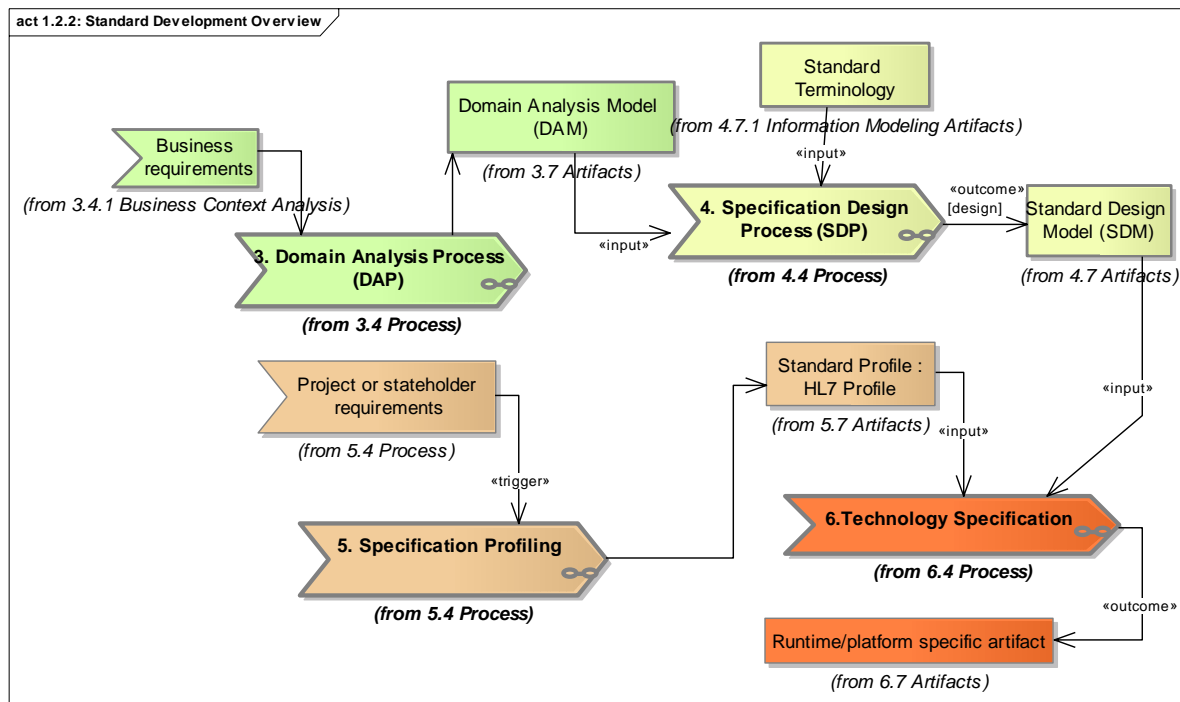 act 1.2.2: Standard Development Overview
Standard
Terminology
(from 4.7.1 Information Modeling Artifacts)
Domain Analysis Model
(DAM)
(from 3.7 Artifacts)
Business
requirements
(from 3.4.1 Business Context Analysis)
«input»
3. Domain Analysis Process
(DAP)
(from 3.4 Process)
«input»
4. Specification Design
Process (SDP)
(from 4.4 Process)
«outcome»
[design]
Standard Design
Model (SDM)
(from 4.7 Artifacts)
Project or stateholder
requirements
(from 5.4 Process)
«trigger»
Standard Profile :
HL7 Profile
(from 5.7 Artifacts)
«input»
«input»
5. Specification Profiling
(from 5.4 Process)
6.Technology Specification
(from 6.4 Process)
«outcome»
Runtime/platform specific artifact
(from 6.7 Artifacts)